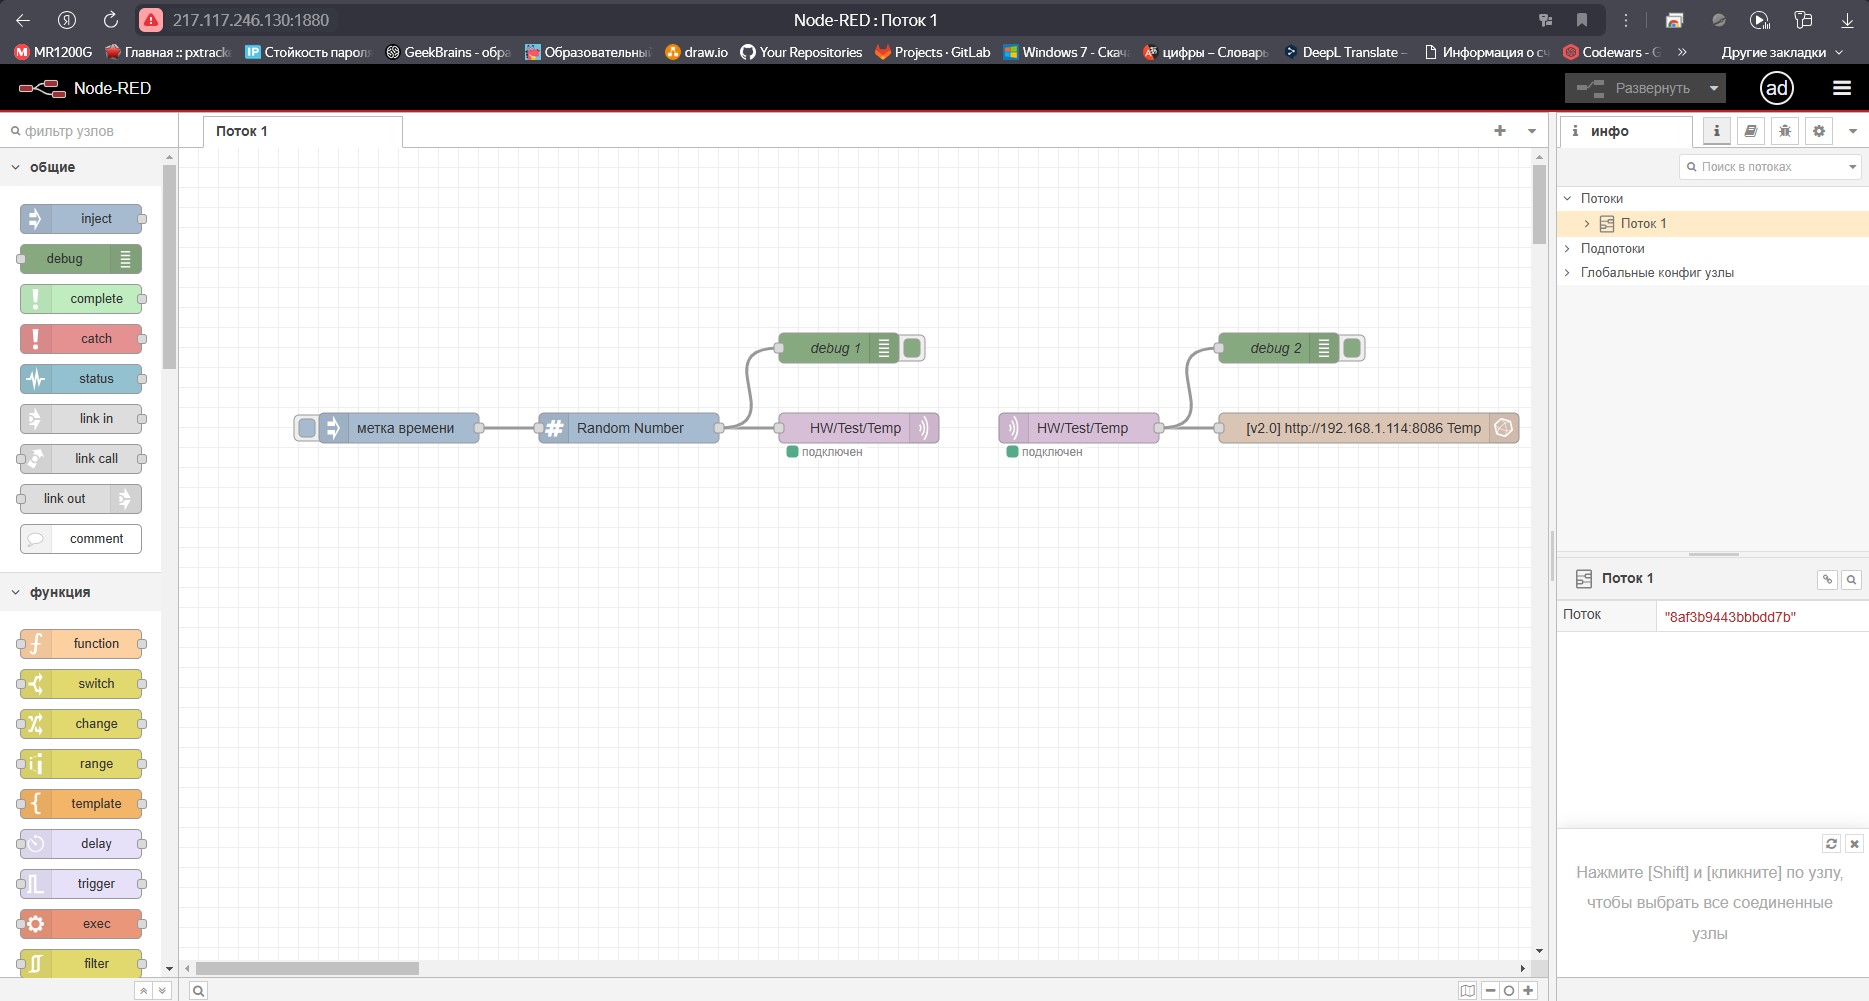 217.117.246.130:1880
Node-RED : Поток 1
MR1200G
Главная :: pxtrack
Стойкость пароля
GeekBrains - обра
Образовательный
draw.io
Your Repositories
Projects · GitLab
Windows 7 - Скача
цифры – Словарь
DeepL Translate –
Информация о сч
Codewars - G
»
Другие закладки
Node-RED
Развернуть
ad
фильтр узлов
Поток 1
инфо
Поиск в потоках
общие
inject
debug
complete
catch
status
link in
link call
link out
comment
функция
function
switch
change
range
template
delay
trigger
exec
filter
debug 1
debug 2
метка времени
Random Number
HW/Test/Temp
HW/Test/Temp
[v2.0] http://192.168.1.114:8086 Temp
подключен
подключен
Потоки
Поток 1
Подпотоки
Глобальные конфиг узлы
Поток 1
Поток
"8af3b9443bbbdd7b"
Нажмите [Shift] и [кликните] по узлу,
чтобы выбрать все соединенные
узлы